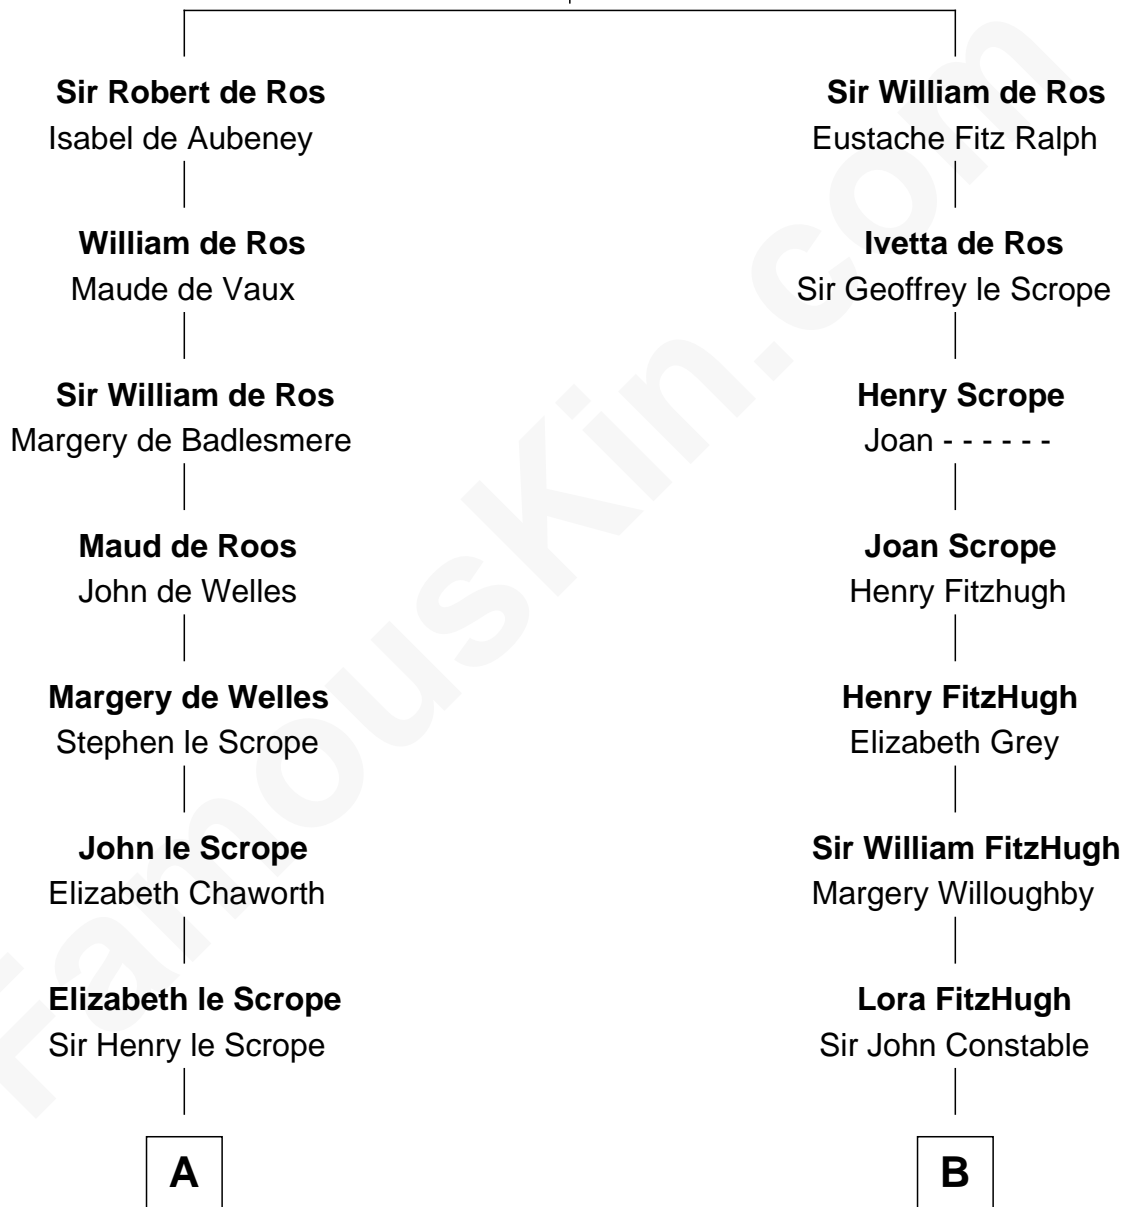 Sir Robert de Ros
Isabel de Aubeney
William de Ros
Maude de Vaux
Sir William de Ros
Margery de Badlesmere
Maud de Roos
John de Welles
Margery de Welles
Stephen le Scrope
John le Scrope
Elizabeth Chaworth
Elizabeth le Scrope
Sir Henry le Scrope
A
Sir William de Ros
Eustache Fitz Ralph
Ivetta de Ros
Sir Geoffrey le Scrope
Henry Scrope
Joan - - - - - -
Joan Scrope
Henry Fitzhugh
Henry FitzHugh
Elizabeth Grey
Sir William FitzHugh
Margery Willoughby
Lora FitzHugh
Sir John Constable
B
FamousKin.com